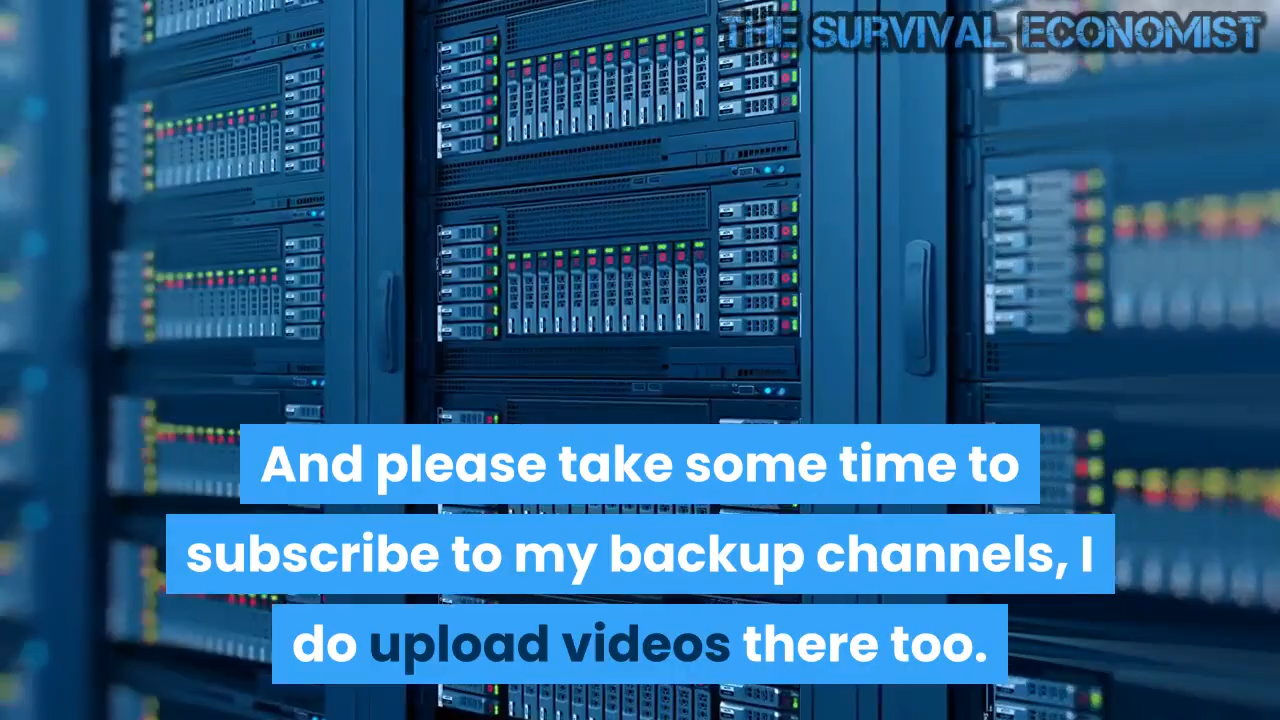 THE SURVIVAL ECONOMIST
And please take some time to
subscribe to my backup channels, I
do upload videos there too.